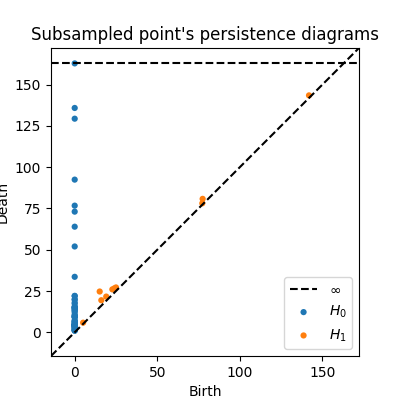 Subsampled point's persistence diagrams
150
125
100
75
50
25
0
Death
0 50 100 150
Birth
∞
H₀
H₁